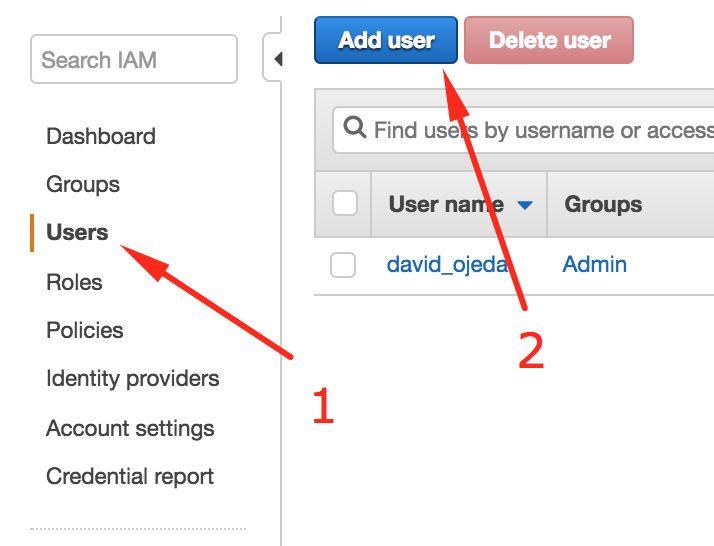 Search IAM
Dashboard
Groups
Users
Roles
Policies
Identity providers
Account settings
Credential report
1
Add user
Delete user
Find users by username or access
User name
Groups
david_ojeda
Admin
2